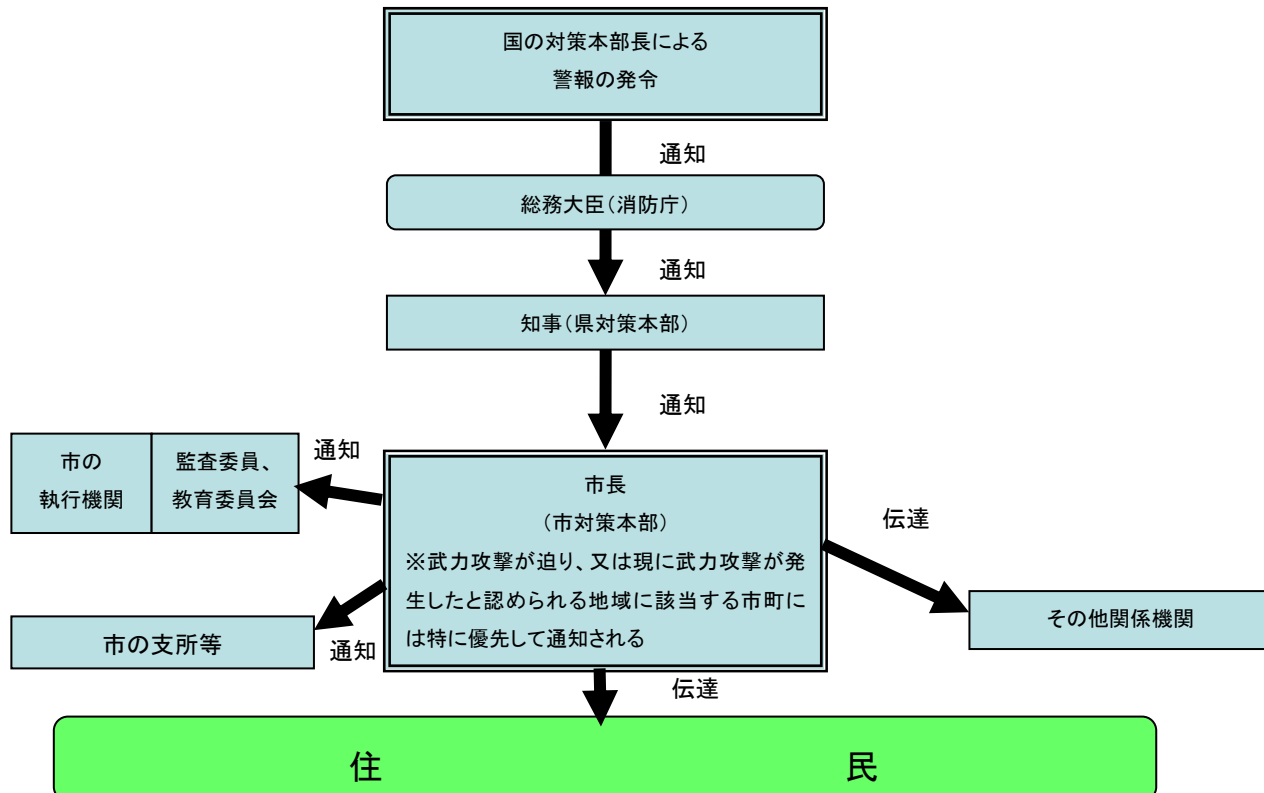 国の対策本部長による
警報の発令
通知
総務大臣(消防庁)
通知
知事(県対策本部)
通知
市の
執行機関
監査委員、
教育委員会
通知
市長
(市対策本部)
※武力攻撃が迫り、又は現に武力攻撃が発
生したと認められる地域に該当する市町に
は特に優先して通知される
伝達
その他関係機関
市の支所等
通知
伝達
住 民